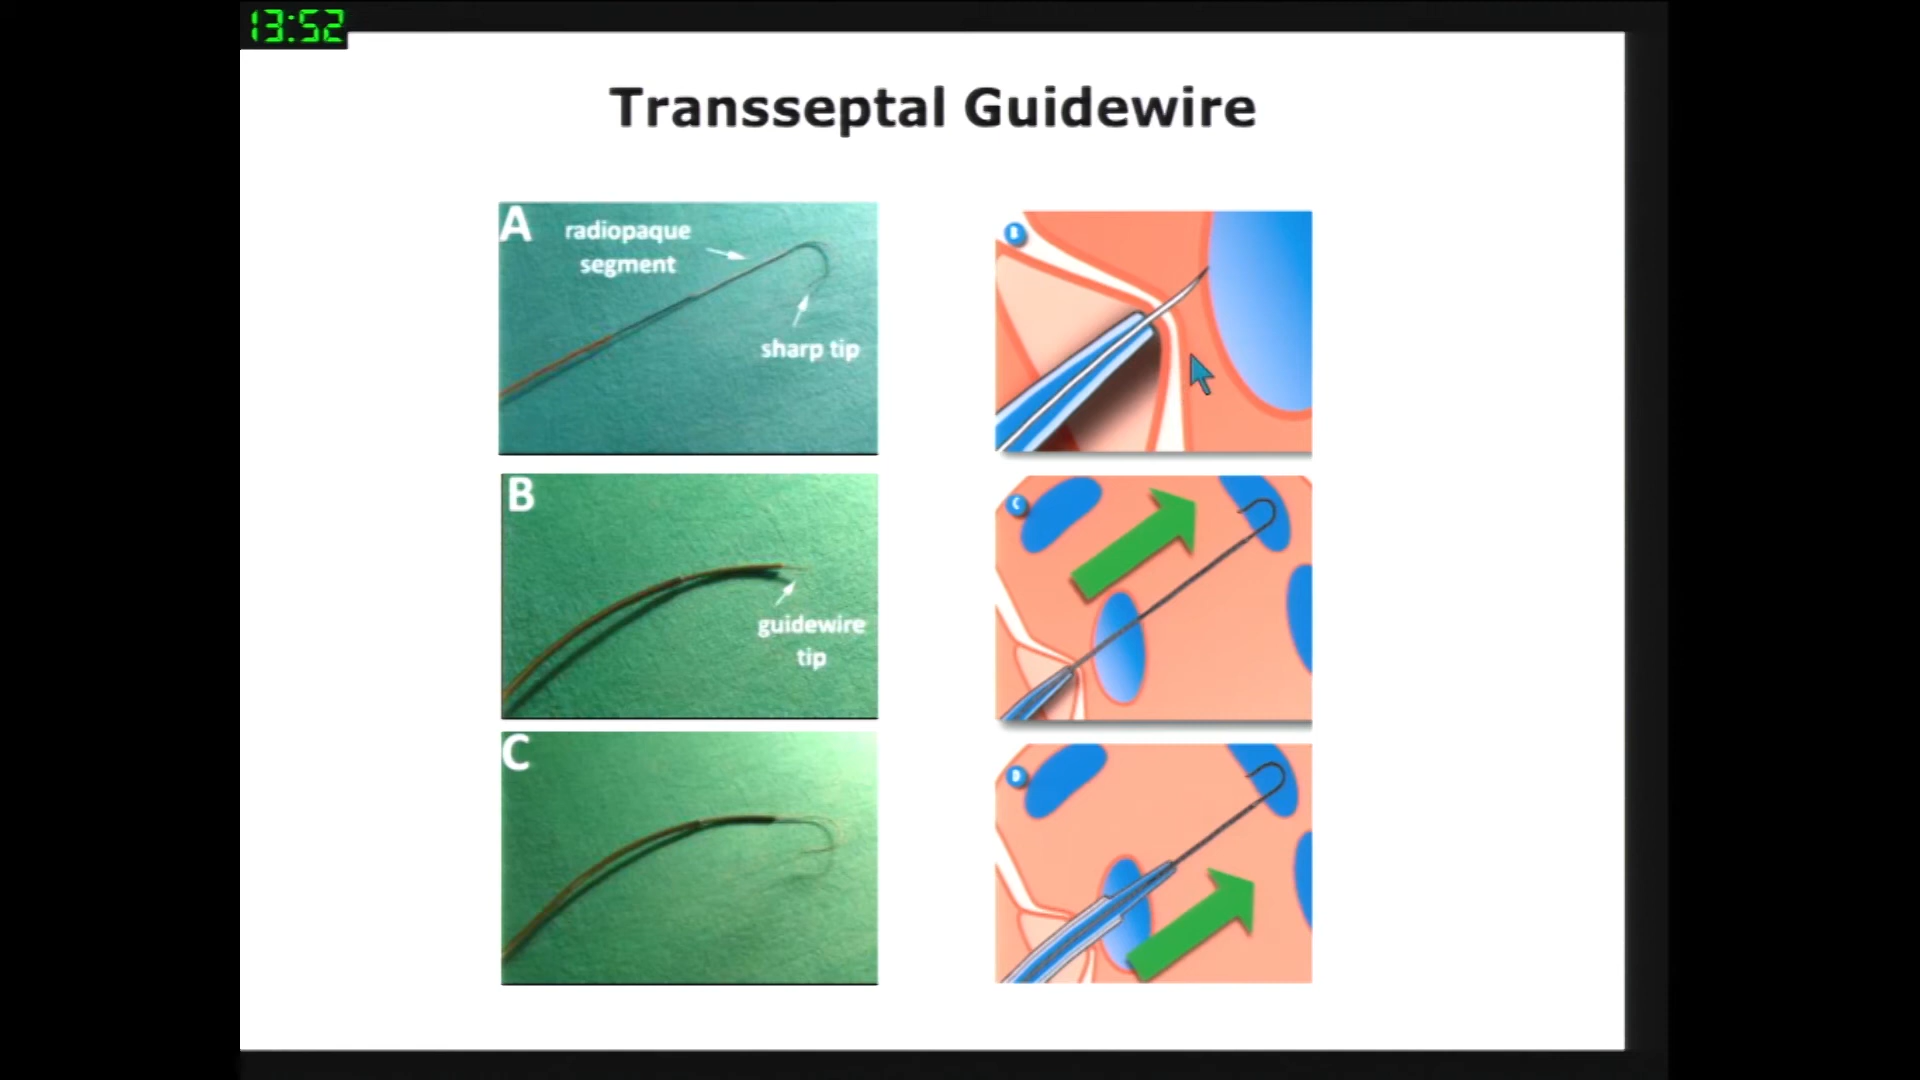 13:52
Transseptal Guidewire
A
radiopaque
segment
sharp tip
B
guidewire
tip
C
B
C
D